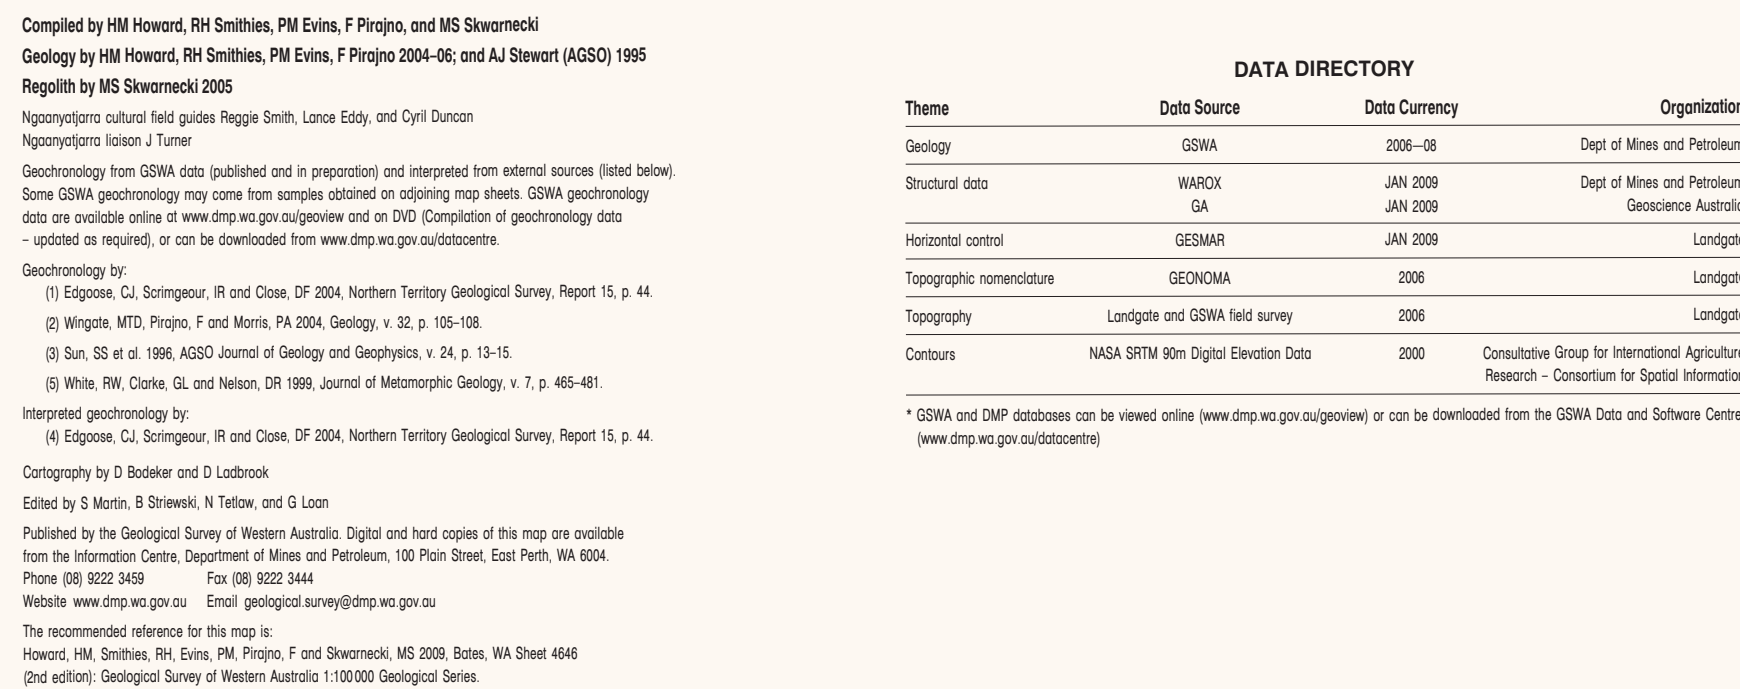 Compiled by HM Howard, RH Smithies, PM Evins, F Pirajno, and MS Skwarnecki
Geology by HM Howard, RH Smithies, PM Evins, F Pirajno 2004–06; and AJ Stewart (AGSO) 1995
Regolith by MS Skwarnecki 2005
Ngaanyatjarra cultural field guides Reggie Smith, Lance Eddy, and Cyril Duncan
Ngaanyatjarra liaison J Turner
Geochronology from GSWA data (published and in preparation) and interpreted from external sources (listed below).
Some GSWA geochronology may come from samples obtained on adjoining map sheets. GSWA geochronology
data are available online at www.dmp.wa.gov.au/geoview and on DVD (Compilation of geochronology data
– updated as required), or can be downloaded from www.dmp.wa.gov.au/datacentre.
Geochronology by:
(1) Edgoose, CJ, Scrimgeour, IR and Close, DF 2004, Northern Territory Geological Survey, Report 15, p. 44.
(2) Wingate, MTD, Pirajno, F and Morris, PA 2004, Geology, v. 32, p. 105–108.
(3) Sun, SS et al. 1996, AGSO Journal of Geology and Geophysics, v. 24, p. 13–15.
(5) White, RW, Clarke, GL and Nelson, DR 1999, Journal of Metamorphic Geology, v. 7, p. 465–481.
Interpreted geochronology by:
(4) Edgoose, CJ, Scrimgeour, IR and Close, DF 2004, Northern Territory Geological Survey, Report 15, p. 44.
Cartography by D Bodeker and D Ladbrook
Edited by S Martin, B Striewski, N Tetlaw, and G Loan
Published by the Geological Survey of Western Australia. Digital and hard copies of this map are available
from the Information Centre, Department of Mines and Petroleum, 100 Plain Street, East Perth, WA 6004.
Phone (08) 9222 3459 Fax (08) 9222 3444
Website www.dmp.wa.gov.au Email geological.survey@dmp.wa.gov.au
The recommended reference for this map is:
Howard, HM, Smithies, RH, Evins, PM, Pirajno, F and Skwarnecki, MS 2009, Bates, WA Sheet 4646
(2nd edition): Geological Survey of Western Australia 1:100 000 Geological Series.
DATA DIRECTORY
Theme Data Source Data Currency Organization
Geology GSWA 2006–08 Dept of Mines and Petroleum
Structural data WAROX JAN 2009 Dept of Mines and Petroleum
GA JAN 2009 Geoscience Australia
Horizontal control GESMAR JAN 2009 Landgate
Topographic nomenclature GEONOMA 2006 Landgate
Topography Landgate and GSWA field survey 2006 Landgate
Contours NASA SRTM 90m Digital Elevation Data 2000 Consultative Group for International Agriculture
Research – Consortium for Spatial Information
* GSWA and DMP databases can be viewed online (www.dmp.wa.gov.au/geoview) or can be downloaded from the GSWA Data and Software Centre
(www.dmp.wa.gov.au/datacentre)